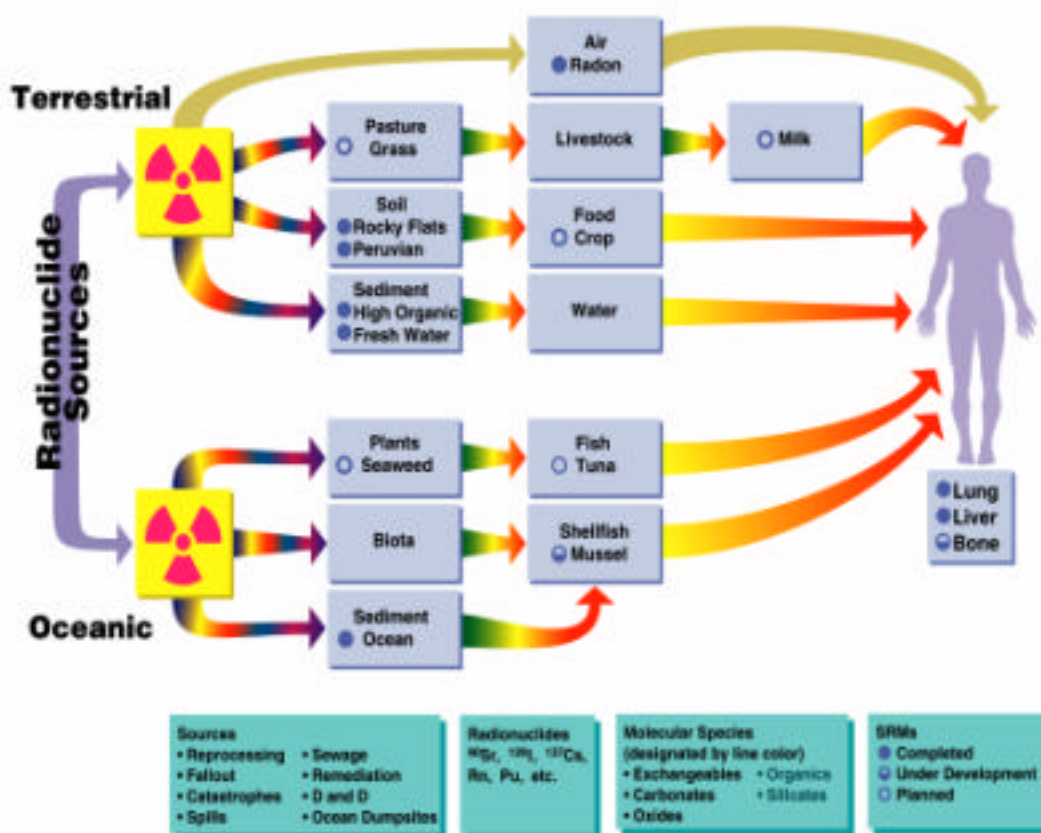 Terrestrial
Radionuclide
Sources
Oceanic
Air
Radon
Pasture
Grass
Livestock
Milk
Soil
Rocky Flats
Peruvian
Food
Crop
Sediment
High Organic
Fresh Water
Water
Plants
Seaweed
Fish
Tuna
Biota
Shellfish
Mussel
Sediment
Ocean
Lung
Liver
Bone
Sources
• Reprocessing
• Fallout
• Catastrophes
• Spills
• Sewage
• Remediation
• D and D
• Ocean Dumpsites
Radionuclides
⁹⁰Sr, ¹²⁹I, ¹³⁷Cs,
Rn, Pu, etc.
Molecular Species
(designated by line color)
• Exchangeables
• Carbonates
• Oxides
• Organics
• Silicates
SRMs
Completed
Under Development
Planned